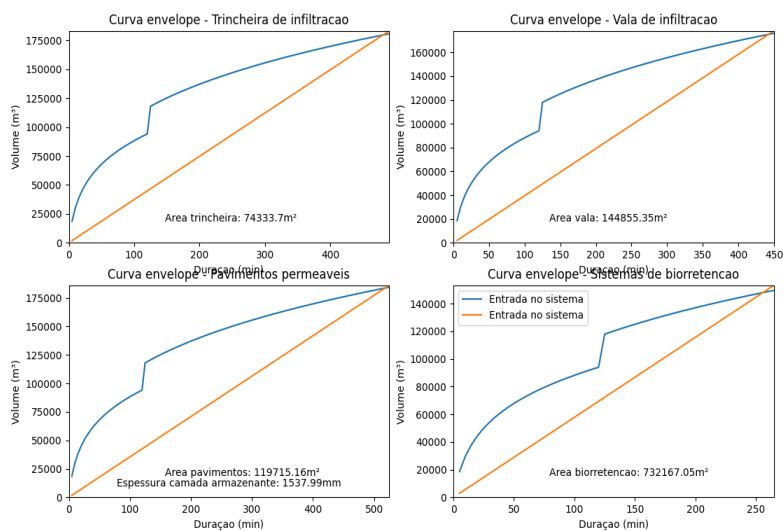 Curva envelope - Trincheira de infiltracao
Volume (m³)
175000
150000
125000
100000
75000
50000
25000
0
Area trincheira: 74333.7m²
0 100 200 300 400
Duraçao (min)
Curva envelope - Vala de infiltracao
Volume (m³)
160000
140000
120000
100000
80000
60000
40000
20000
0
Area vala: 144855.35m²
0 50 100 150 200 250 300 350 400 450
Curva envelope - Pavimentos permeaveis
Volume (m³)
175000
150000
125000
100000
75000
50000
25000
0
Area pavimentos: 119715.16m²
Espessura camada armazenante: 1537.99mm
0 100 200 300 400 500
Duraçao (min)
Curva envelope - Sistemas de biorretencao
Volume (m³)
140000
120000
100000
80000
60000
40000
20000
0
Entrada no sistema
Entrada no sistema
Area biorretencao: 732167.05m²
0 50 100 150 200 250
Duraçao (min)